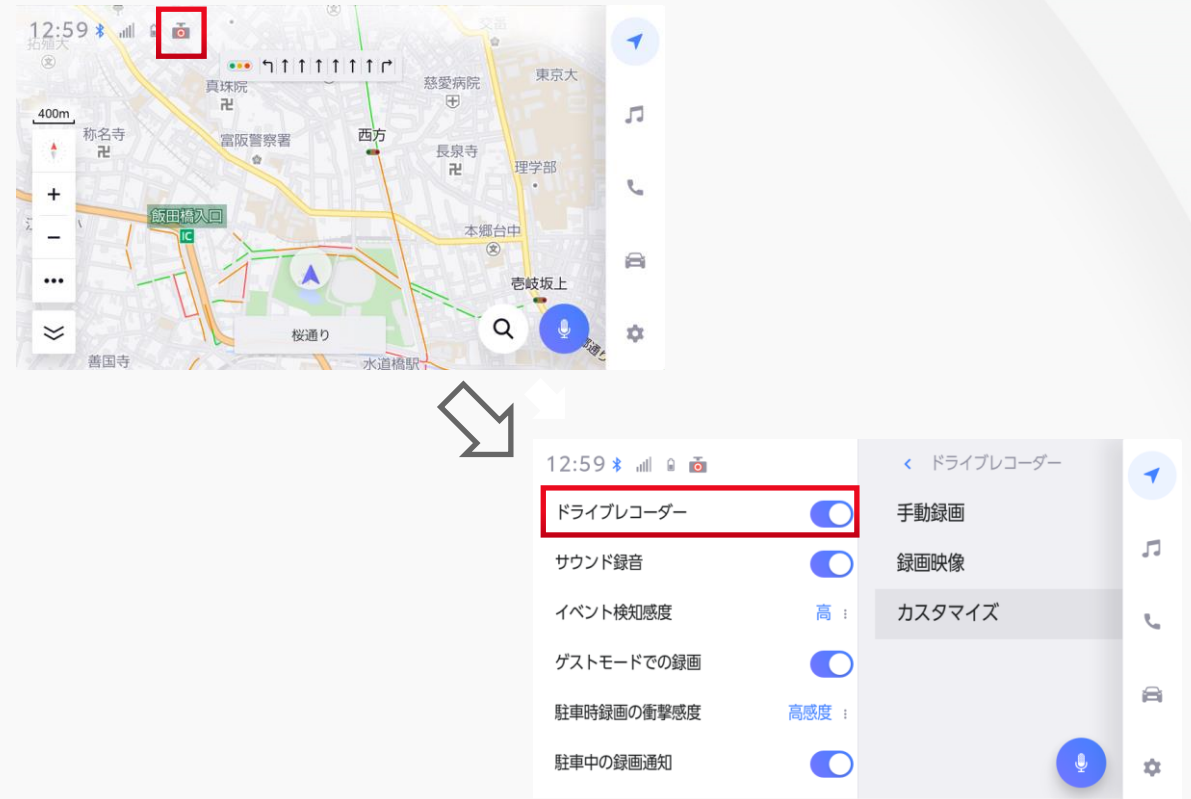 12:59
拓殖大
文
真珠院
慈愛病院
東京大
400m
称名寺
富阪警察署
西方
長泉寺
理学部
飯田橋入口
IC
本郷台中
文
壱岐坂上
桜通り
善国寺
水道橋駅
12:59
ドライブレコーダー
サウンド録音
イベント検知感度 高
ゲストモードでの録画
駐車時録画の衝撃感度 高感度
駐車中の録画通知
ドライブレコーダー
手動録画
録画映像
カスタマイズ